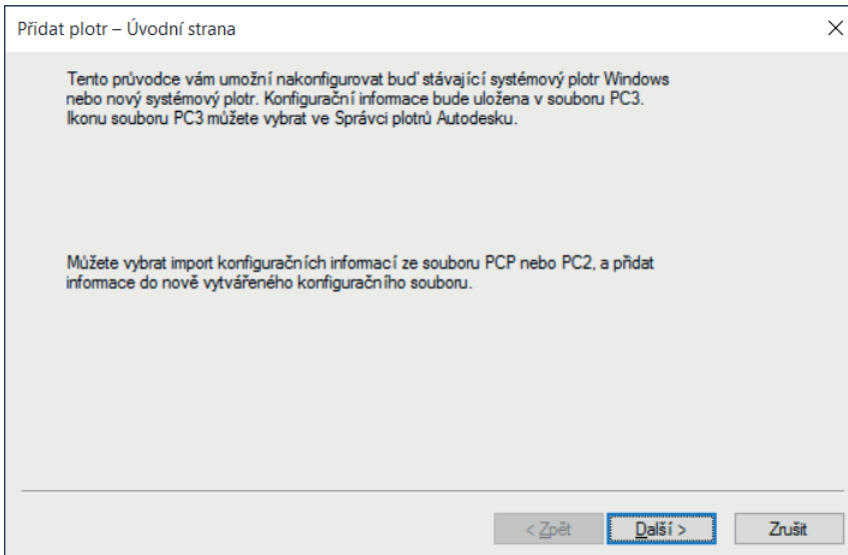 Přidat plotr – Úvodní strana
Tento průvodce vám umožní nakonfigurovat buď stávající systémový plotr Windows
nebo nový systémový plotr. Konfigurační informace bude uložena v souboru PC3.
Ikonu souboru PC3 můžete vybrat ve Správci plotrů Autodesku.
Můžete vybrat import konfiguračních informací ze souboru PCP nebo PC2, a přidat
informace do nově vytvářeného konfiguračního souboru.
< Zpět Další > Zrušit